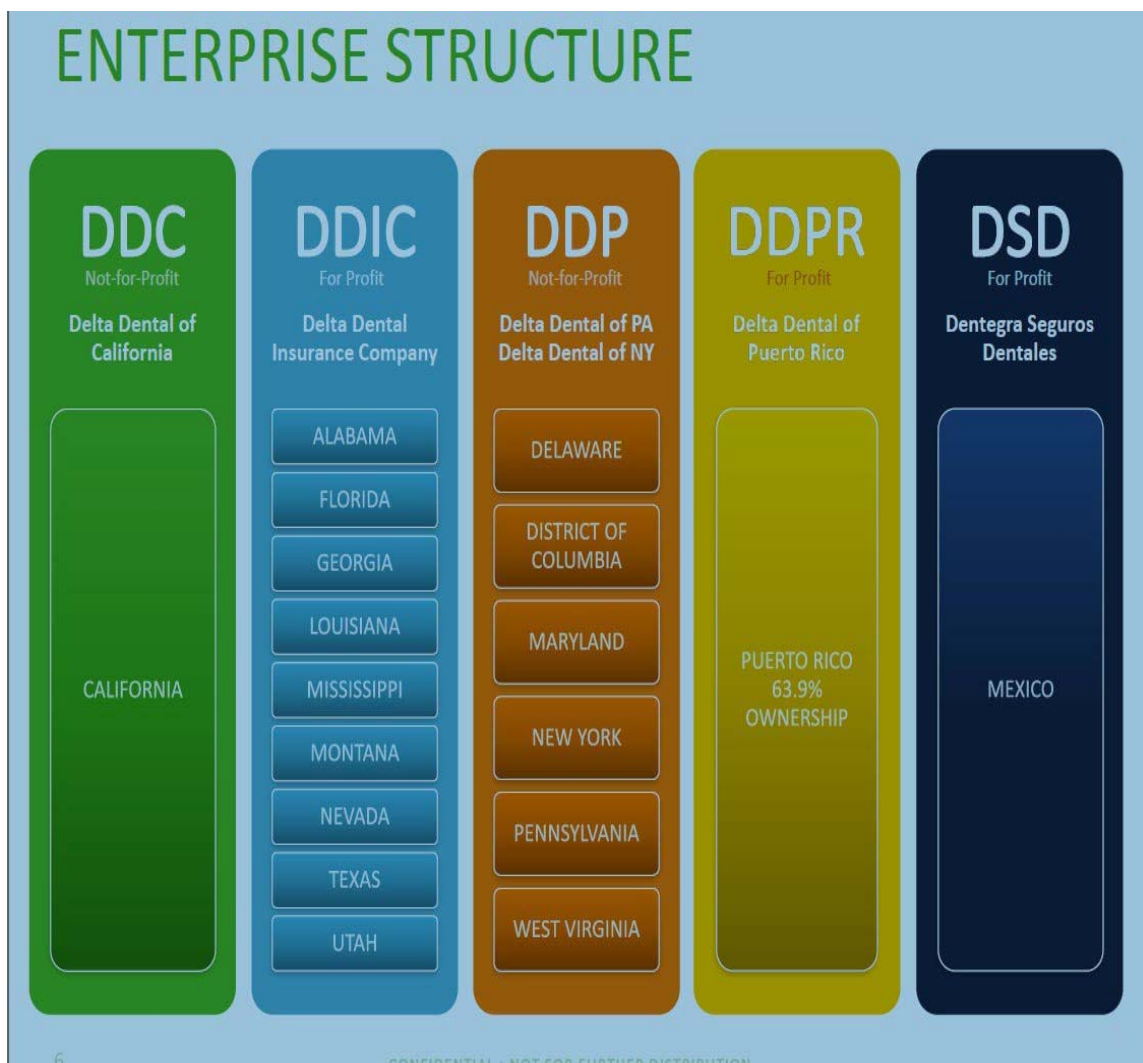 ENTERPRISE STRUCTURE
DDC
Not-for-Profit
Delta Dental of
California
CALIFORNIA
DDIC
For Profit
Delta Dental
Insurance Company
ALABAMA
FLORIDA
GEORGIA
LOUISIANA
MISSISSIPPI
MONTANA
NEVADA
TEXAS
UTAH
DDP
Not-for-Profit
Delta Dental of PA
Delta Dental of NY
DELAWARE
DISTRICT OF
COLUMBIA
MARYLAND
NEW YORK
PENNSYLVANIA
WEST VIRGINIA
DDPR
For Profit
Delta Dental of
Puerto Rico
PUERTO RICO
63.9%
OWNERSHIP
DSD
For Profit
Dentegra Seguros
Dentales
MEXICO
6
CONFIDENTIAL : NOT FOR FURTHER DISTRIBUTION